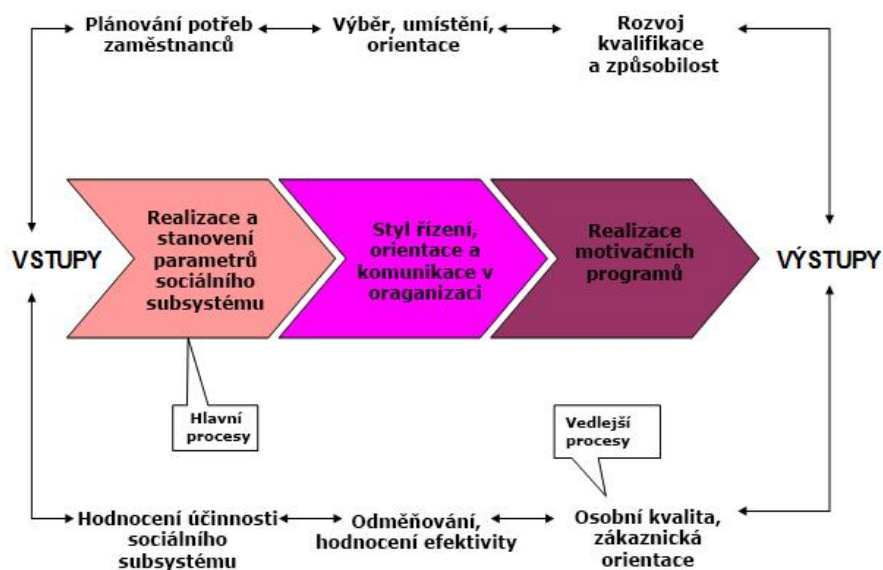 Plánování potřeb
zaměstnanců
Výběr, umístění,
orientace
Rozvoj
kvalifikace
a způsobilost
VSTUPY
Realizace a
stanovení
parametrů
sociálního
subsystému
Styl řízení,
orientace a
komunikace v
oraganizaci
Realizace
motivačních
programů
VÝSTUPY
Hlavní
procesy
Vedlejší
procesy
Hodnocení účinnosti
sociálního
subsystému
Odměňování,
hodnocení efektivity
Osobní kvalita,
zákaznická
orientace